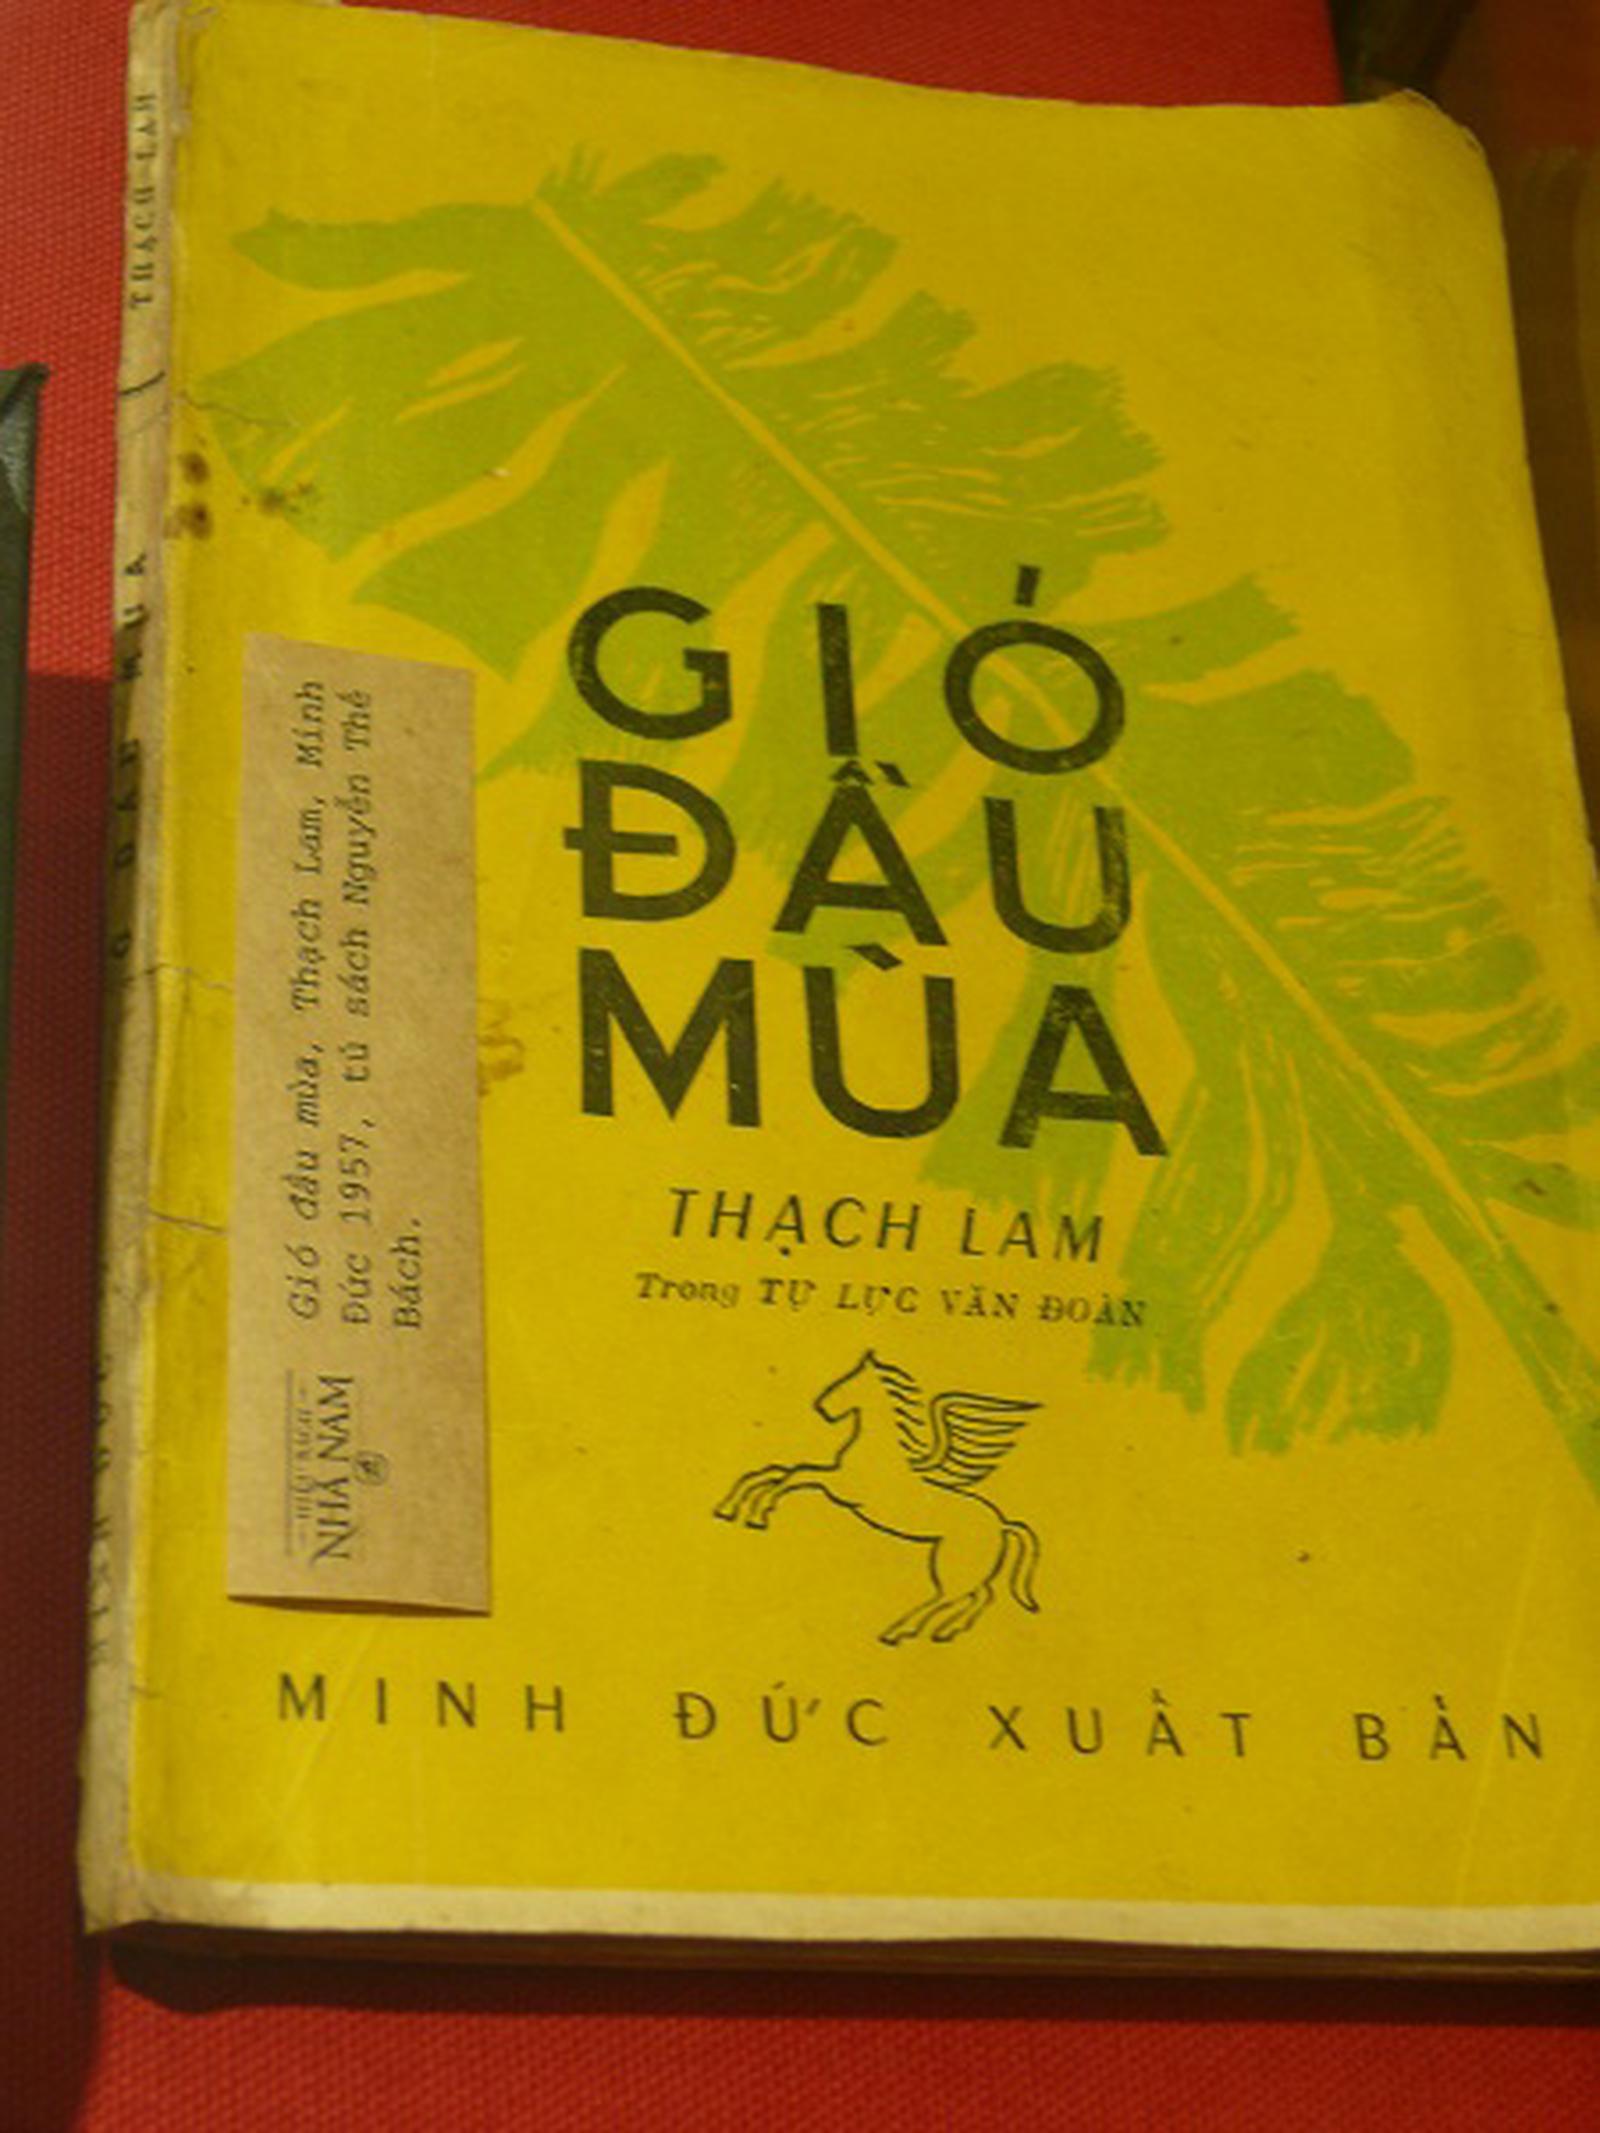 GIÓ
ĐẦU
MÙA
THẠCH LAM
Trong TỰ LỰC VĂN ĐOÀN
MINH ĐỨC XUẤT BẢN
Gió đầu mùa, Thạch Lam, Minh
Đức 1957, tủ sách Nguyễn Thế
Bách.
NHÃ NAM
THẠCH-LAM